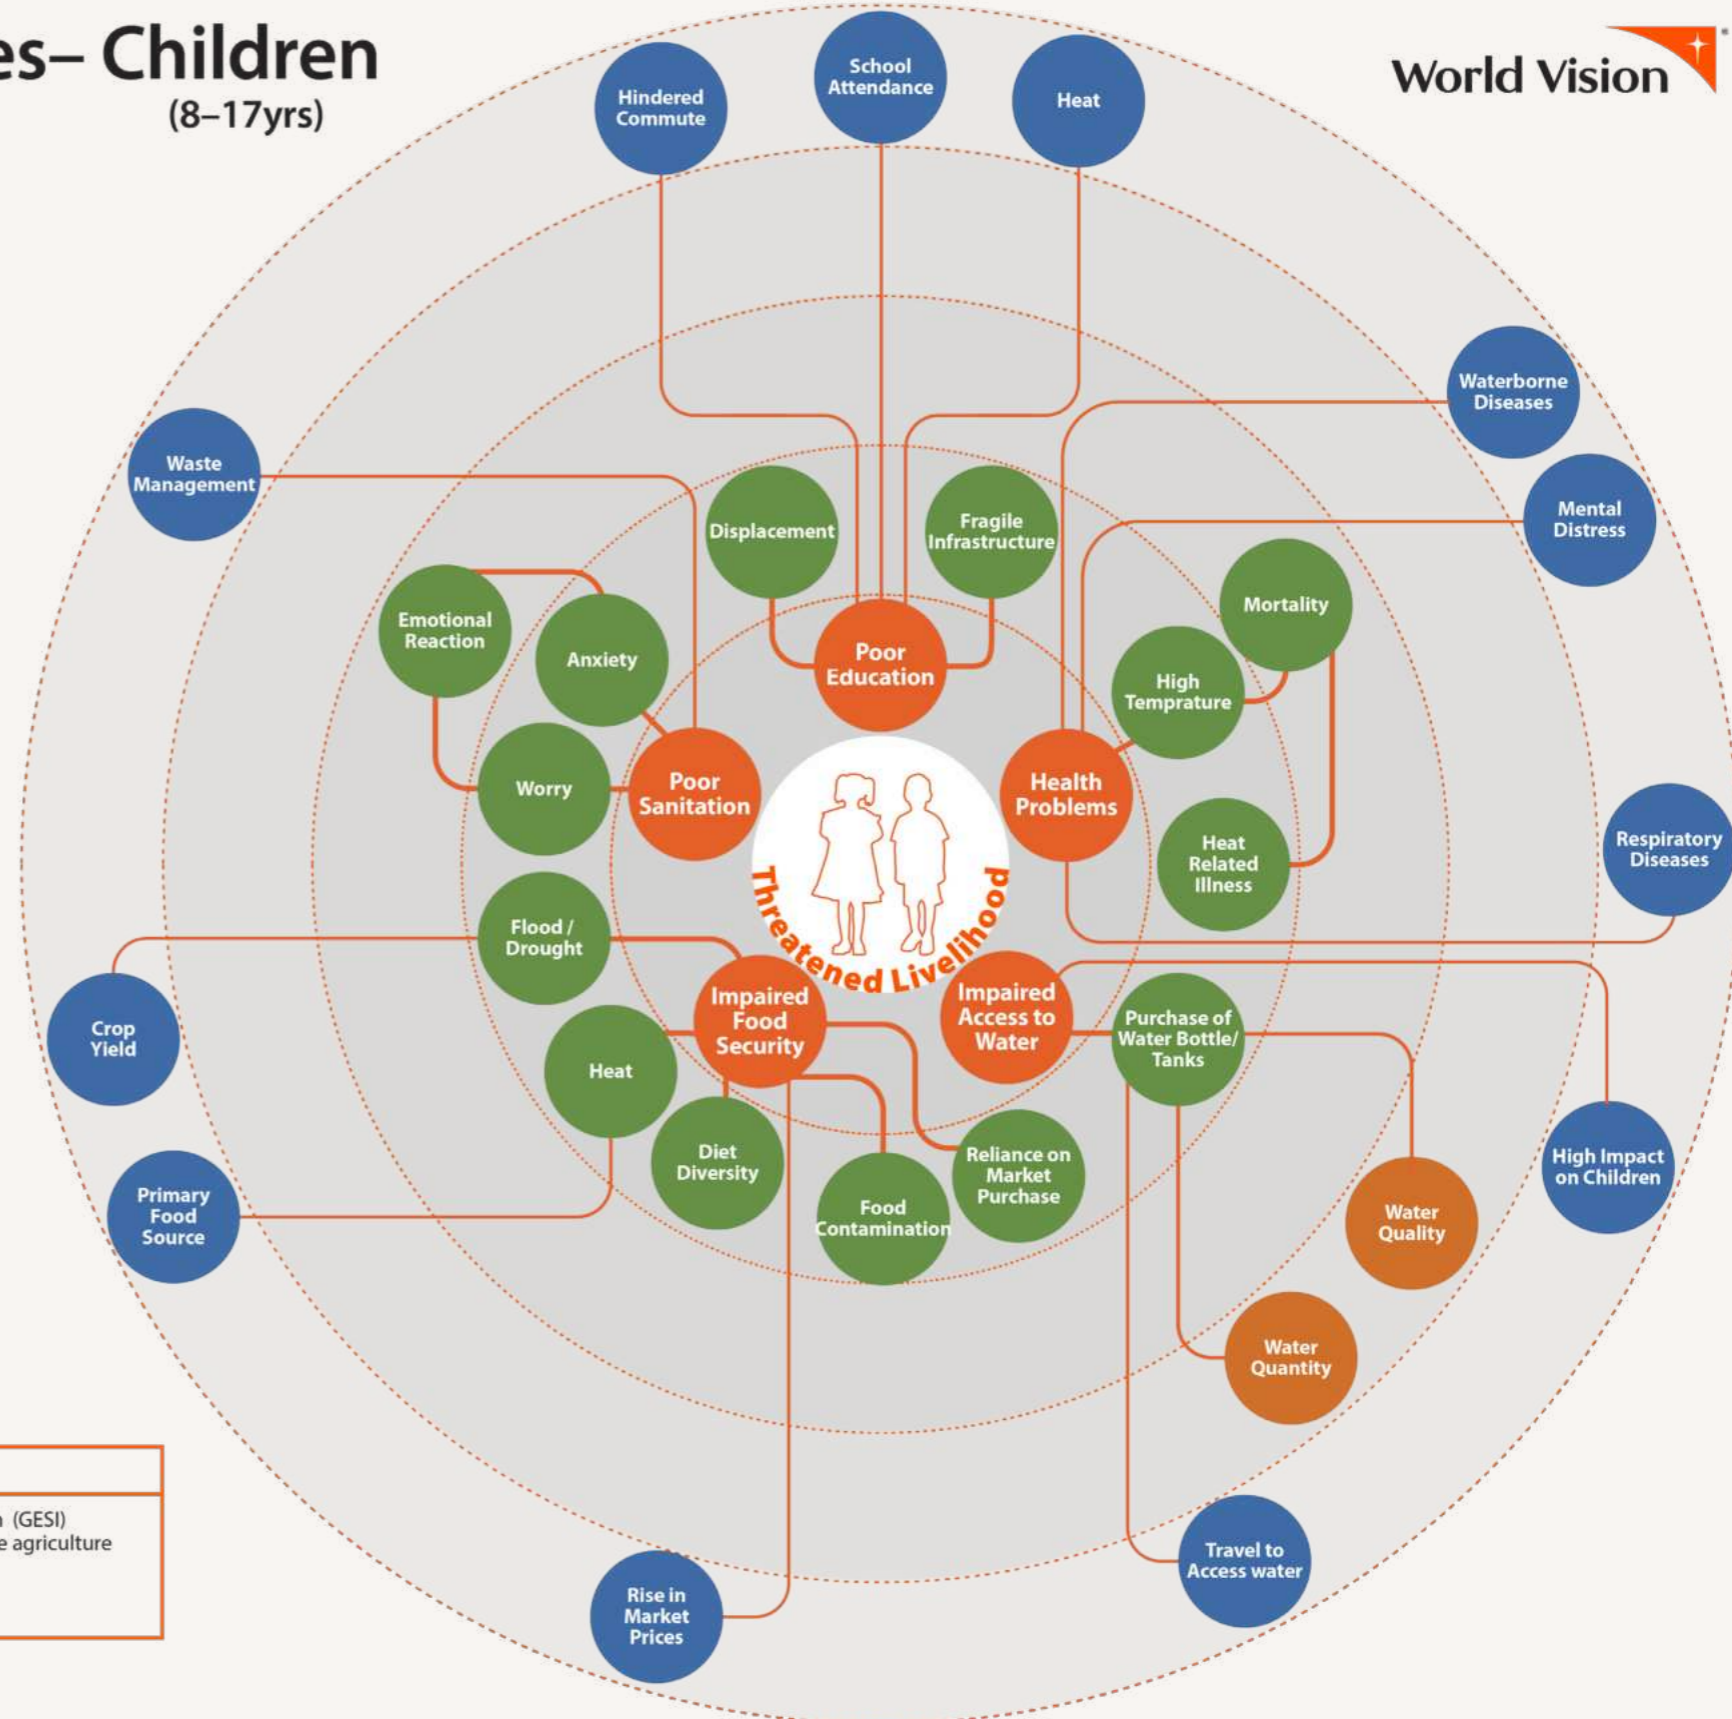 es– Children
(8–17yrs)
World Vision
Hindered
Commute
School
Attendance
Heat
Waterborne
Diseases
Mental
Distress
Waste
Management
Displacement
Fragile
Infrastructure
Emotional
Reaction
Anxiety
Mortality
High
Temprature
Poor
Education
Worry
Poor
Sanitation
Health
Problems
Heat
Related
Illness
Respiratory
Diseases
Threatened Livelihood
Flood /
Drought
Crop
Yield
Impaired
Food
Security
Impaired
Access to
Water
Purchase of
Water Bottle/
Tanks
Heat
Diet
Diversity
Food
Contamination
Reliance on
Market
Purchase
High Impact
on Children
Primary
Food
Source
Water
Quality
Water
Quantity
Travel to
Access water
Rise in
Market
Prices
(GESI)
e agriculture